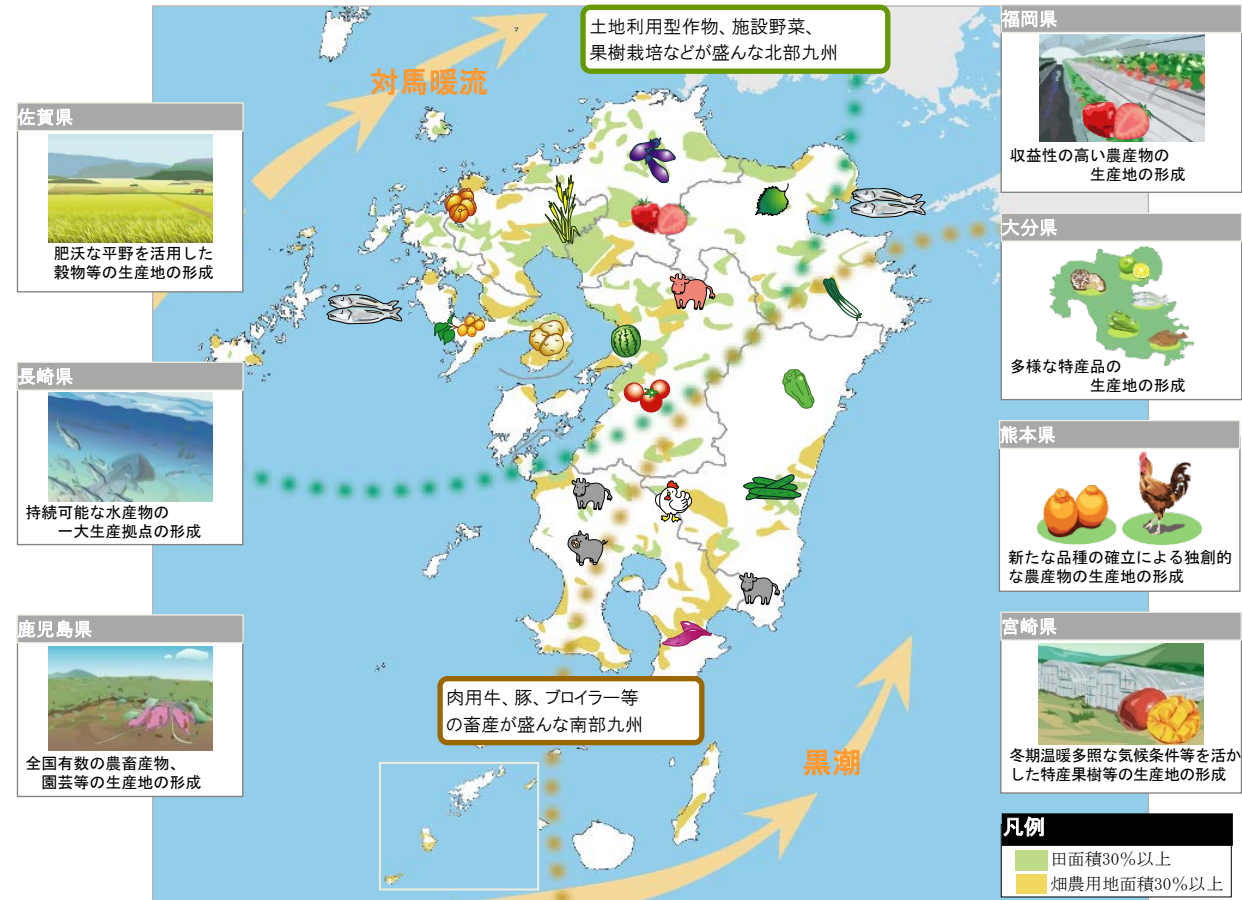 土地利用型作物、施設野菜、
果樹栽培などが盛んな北部九州
対馬暖流
佐賀県
肥沃な平野を活用した
穀物等の生産地の形成
長崎県
持続可能な水産物の
一大生産拠点の形成
鹿児島県
全国有数の農畜産物、
園芸等の生産地の形成
肉用牛、豚、ブロイラー等
の畜産が盛んな南部九州
黒潮
福岡県
収益性の高い農産物の
生産地の形成
大分県
多様な特産品の
生産地の形成
熊本県
新たな品種の確立による独創的
な農産物の生産地の形成
宮崎県
冬期温暖多照な気候条件等を活か
した特産果樹等の生産地の形成
凡例
田面積30%以上
畑農用地面積30%以上